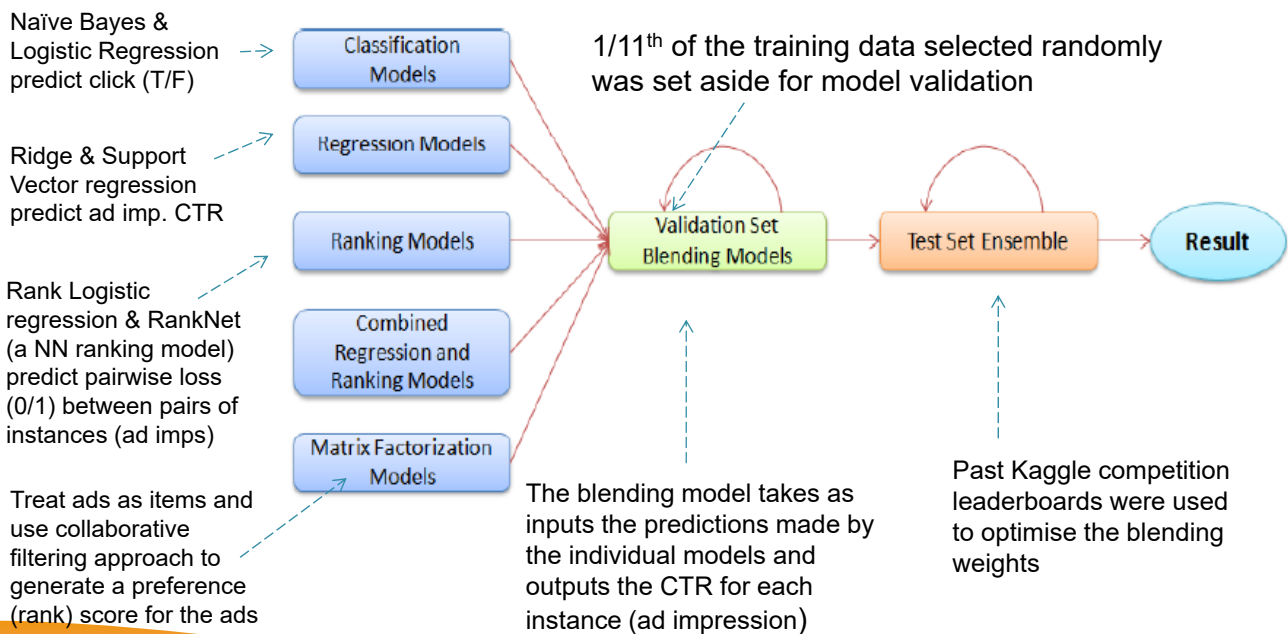 Naïve Bayes &
Logistic Regression
predict click (T/F)
Ridge & Support
Vector regression
predict ad imp. CTR
Rank Logistic
regression & RankNet
(a NN ranking model)
predict pairwise loss
(0/1) between pairs of
instances (ad imps)
Treat ads as items and
use collaborative
filtering approach to
generate a preference
(rank) score for the ads
Classification
Models
Regression Models
Ranking Models
Combined
Regression and
Ranking Models
Matrix Factorization
Models
1/11th of the training data selected randomly
was set aside for model validation
Validation Set
Blending Models
Test Set Ensemble
Result
The blending model takes as
inputs the predictions made by
the individual models and
outputs the CTR for each
instance (ad impression)
Past Kaggle competition
leaderboards were used
to optimise the blending
weights